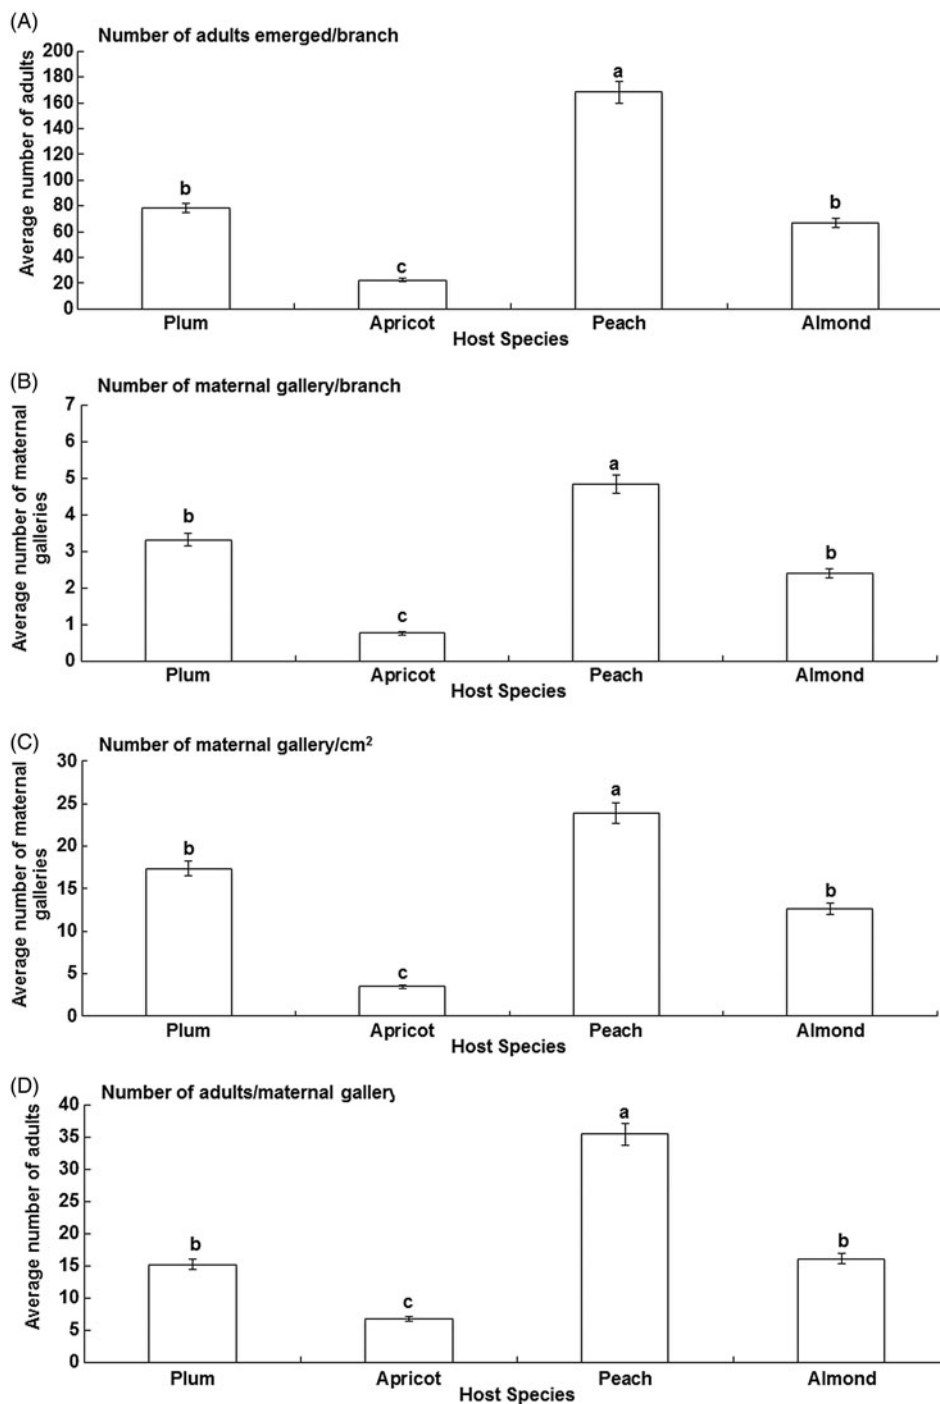 (A)
Number of adults emerged/branch
Average number of adults
200
180
160
140
120
100
80
60
40
20
0
b
c
a
b
Plum Apricot Peach Almond
Host Species
(B)
Number of maternal gallery/branch
Average number of maternal
galleries
7
6
5
4
3
2
1
0
b
c
a
b
Plum Apricot Peach Almond
Host Species
(C)
Number of maternal gallery/cm²
Average number of maternal
galleries
30
25
20
15
10
5
0
b
c
a
b
Plum Apricot Peach Almond
Host Species
(D)
Number of adults/maternal gallery
Average number of adults
40
35
30
25
20
15
10
5
0
b
c
a
b
Plum Apricot Peach Almond
Host Species